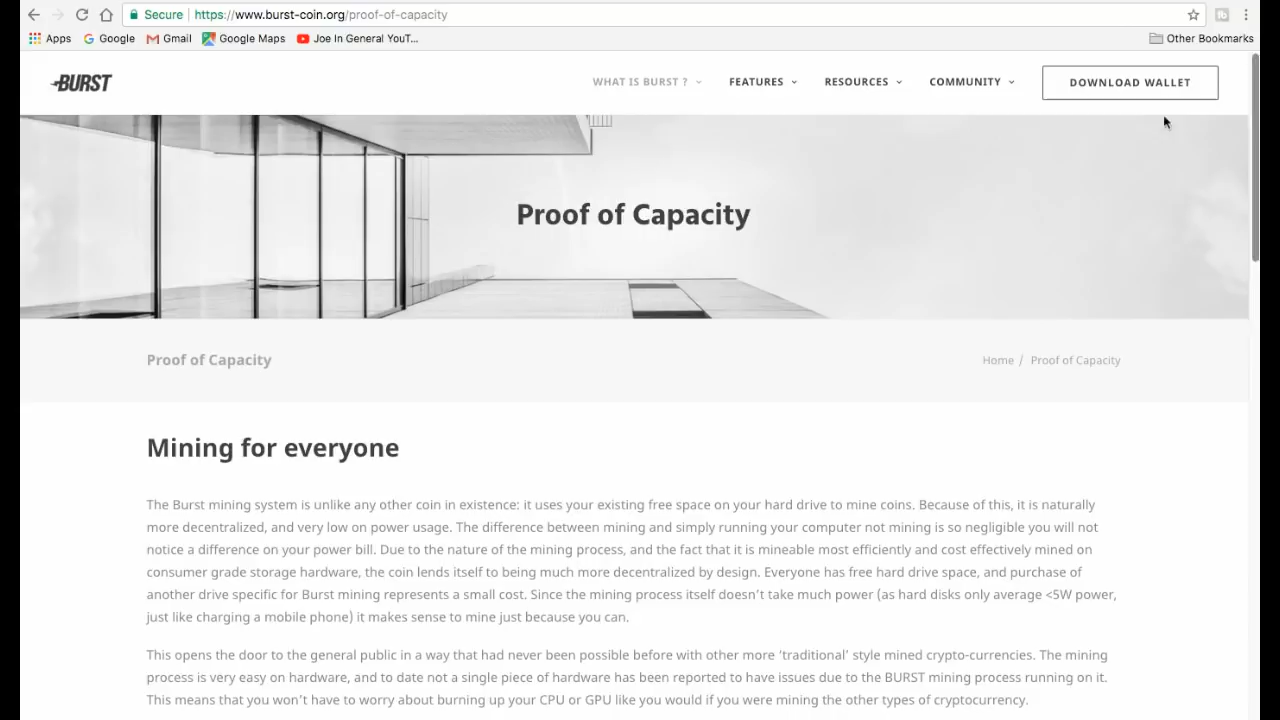 Secure https://www.burst-coin.org/proof-of-capacity
Apps Google Gmail Google Maps Joe In General YouT... Other Bookmarks
BURST WHAT IS BURST ? FEATURES RESOURCES COMMUNITY DOWNLOAD WALLET
Proof of Capacity
Proof of Capacity Home / Proof of Capacity
Mining for everyone
The Burst mining system is unlike any other coin in existence: it uses your existing free space on your hard drive to mine coins. Because of this, it is naturally
more decentralized, and very low on power usage. The difference between mining and simply running your computer not mining is so negligible you will not
notice a difference on your power bill. Due to the nature of the mining process, and the fact that it is mineable most efficiently and cost effectively mined on
consumer grade storage hardware, the coin lends itself to being much more decentralized by design. Everyone has free hard drive space, and purchase of
another drive specific for Burst mining represents a small cost. Since the mining process itself doesn't take much power (as hard disks only average <5W power,
just like charging a mobile phone) it makes sense to mine just because you can.
This opens the door to the general public in a way that had never been possible before with other more 'traditional' style mined crypto-currencies. The mining
process is very easy on hardware, and to date not a single piece of hardware has been reported to have issues due to the BURST mining process running on it.
This means that you won't have to worry about burning up your CPU or GPU like you would if you were mining the other types of cryptocurrency.